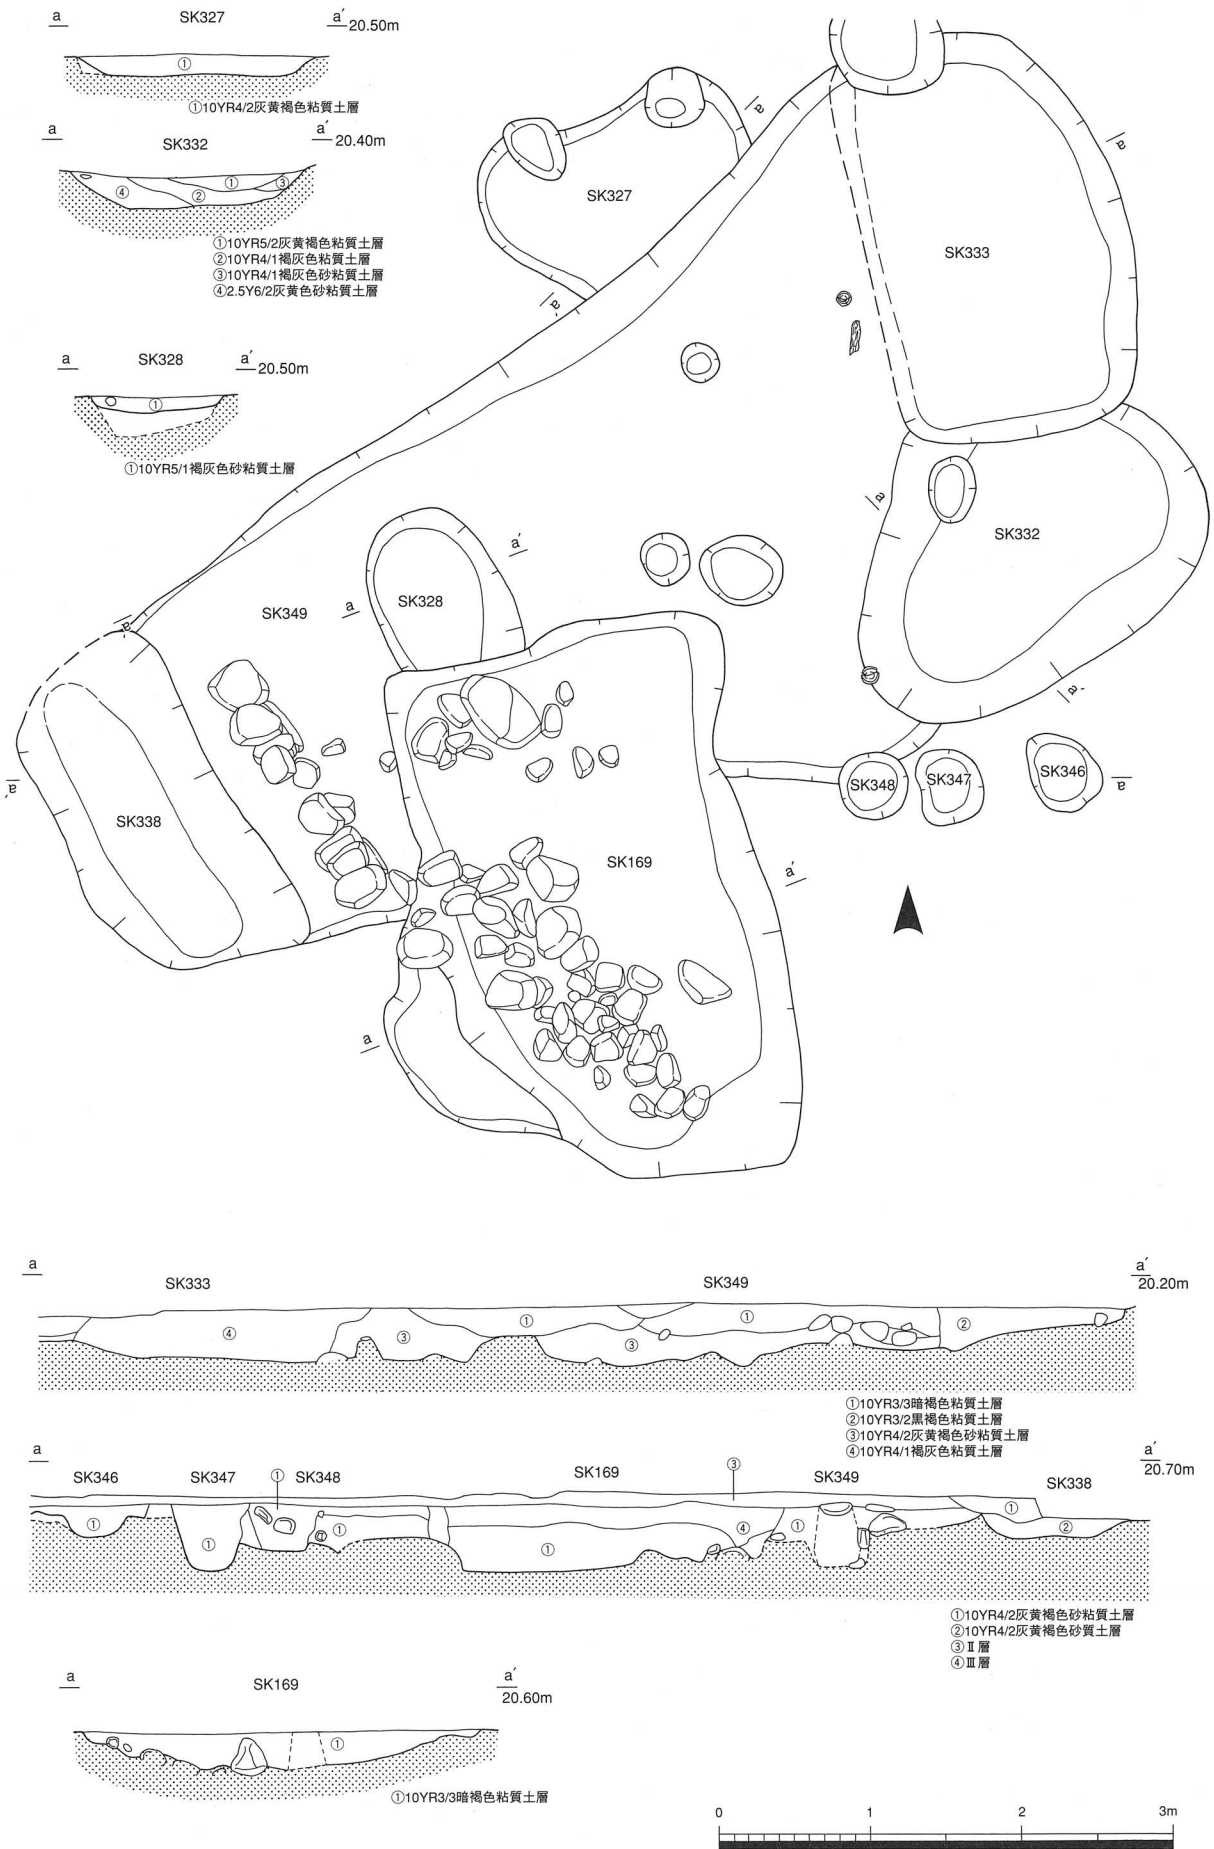 a SK327 a′ 20.50m
①
①10YR4/2灰黄褐色粘質土層
a SK332 a′ 20.40m
④ ② ① ③
①10YR5/2灰黄褐色粘質土層
②10YR4/1褐灰色粘質土層
③10YR4/1褐灰色砂粘質土層
④2.5Y6/2灰黄色砂粘質土層
a SK328 a′ 20.50m
①
①10YR5/1褐灰色砂粘質土層
a
SK327
a′
SK333
a
SK332
a
a′
SK349
a SK328 a′
a′
SK338
a′
SK348 SK347 SK346 a
SK169
a′
a
a SK333 SK349 a′
20.20m
④ ③ ① ③ ① ②
①10YR3/3暗褐色粘質土層
②10YR3/2黒褐色粘質土層
③10YR4/2灰黄褐色砂粘質土層
④10YR4/1褐灰色粘質土層
a a′
20.70m
SK346 SK347 ① SK348 SK169 ③ SK349 SK338
① ① ① ① ④ ① ① ②
①10YR4/2灰黄褐色砂粘質土層
②10YR4/2灰黄褐色砂質土層
③Ⅱ層
④Ⅲ層
a SK169 a′
20.60m
①
①10YR3/3暗褐色粘質土層
0 1 2 3m